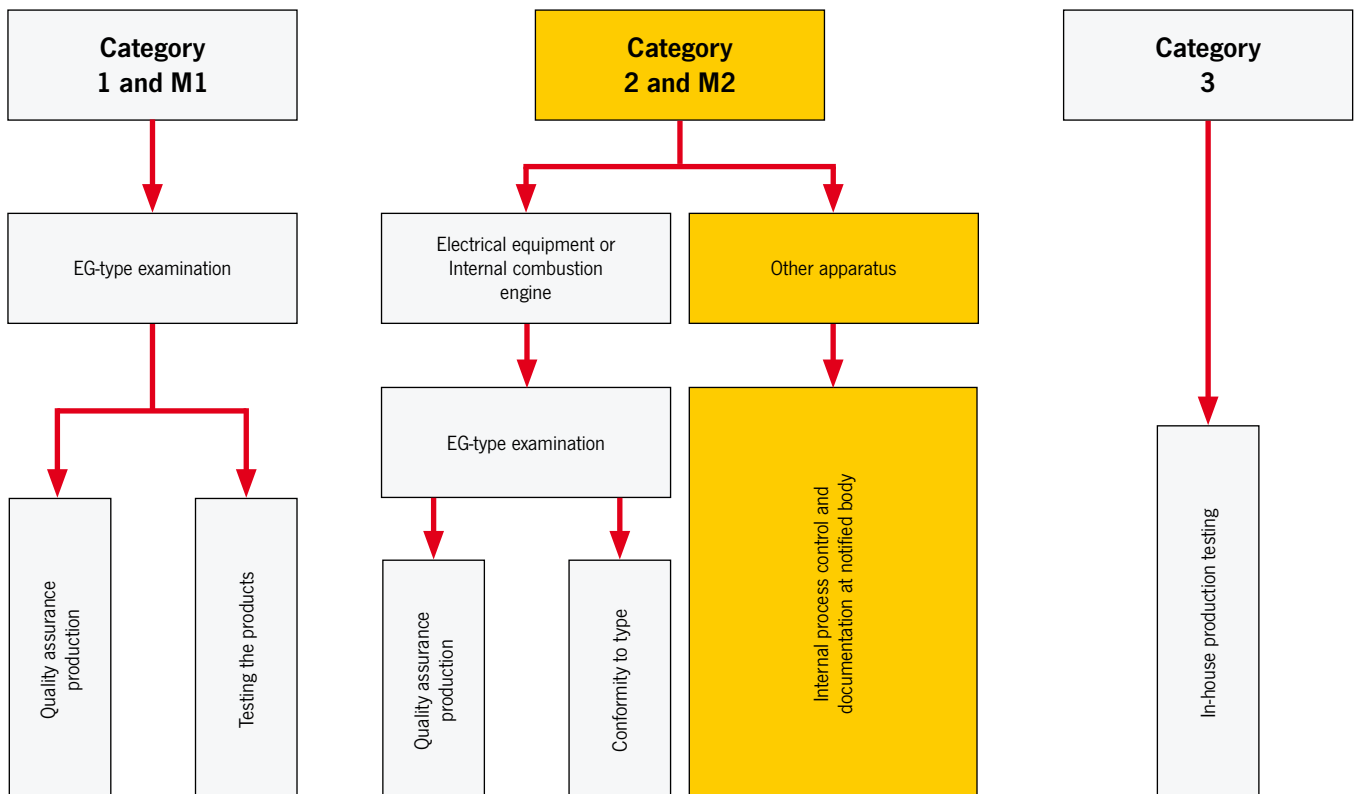 Category
1 and M1
Category
2 and M2
Category
3
EG-type examination
Electrical equipment or
Internal combustion
engine
Other apparatus
EG-type examination
Quality assurance
production
Testing the products
Quality assurance
production
Conformity to type
Internal process control and
documentation at notified body
In-house production testing